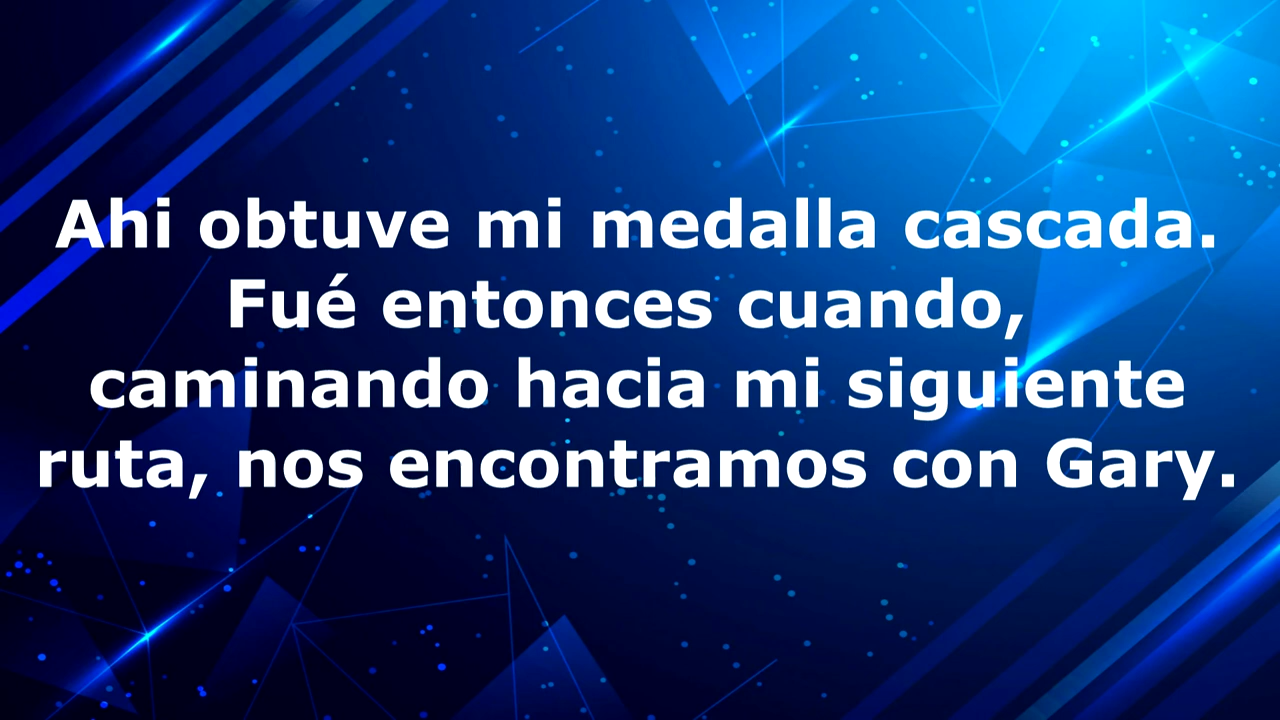 Ahi obtuve mi medalla cascada.
Fué entonces cuando,
caminando hacia mi siguiente
ruta, nos encontramos con Gary.